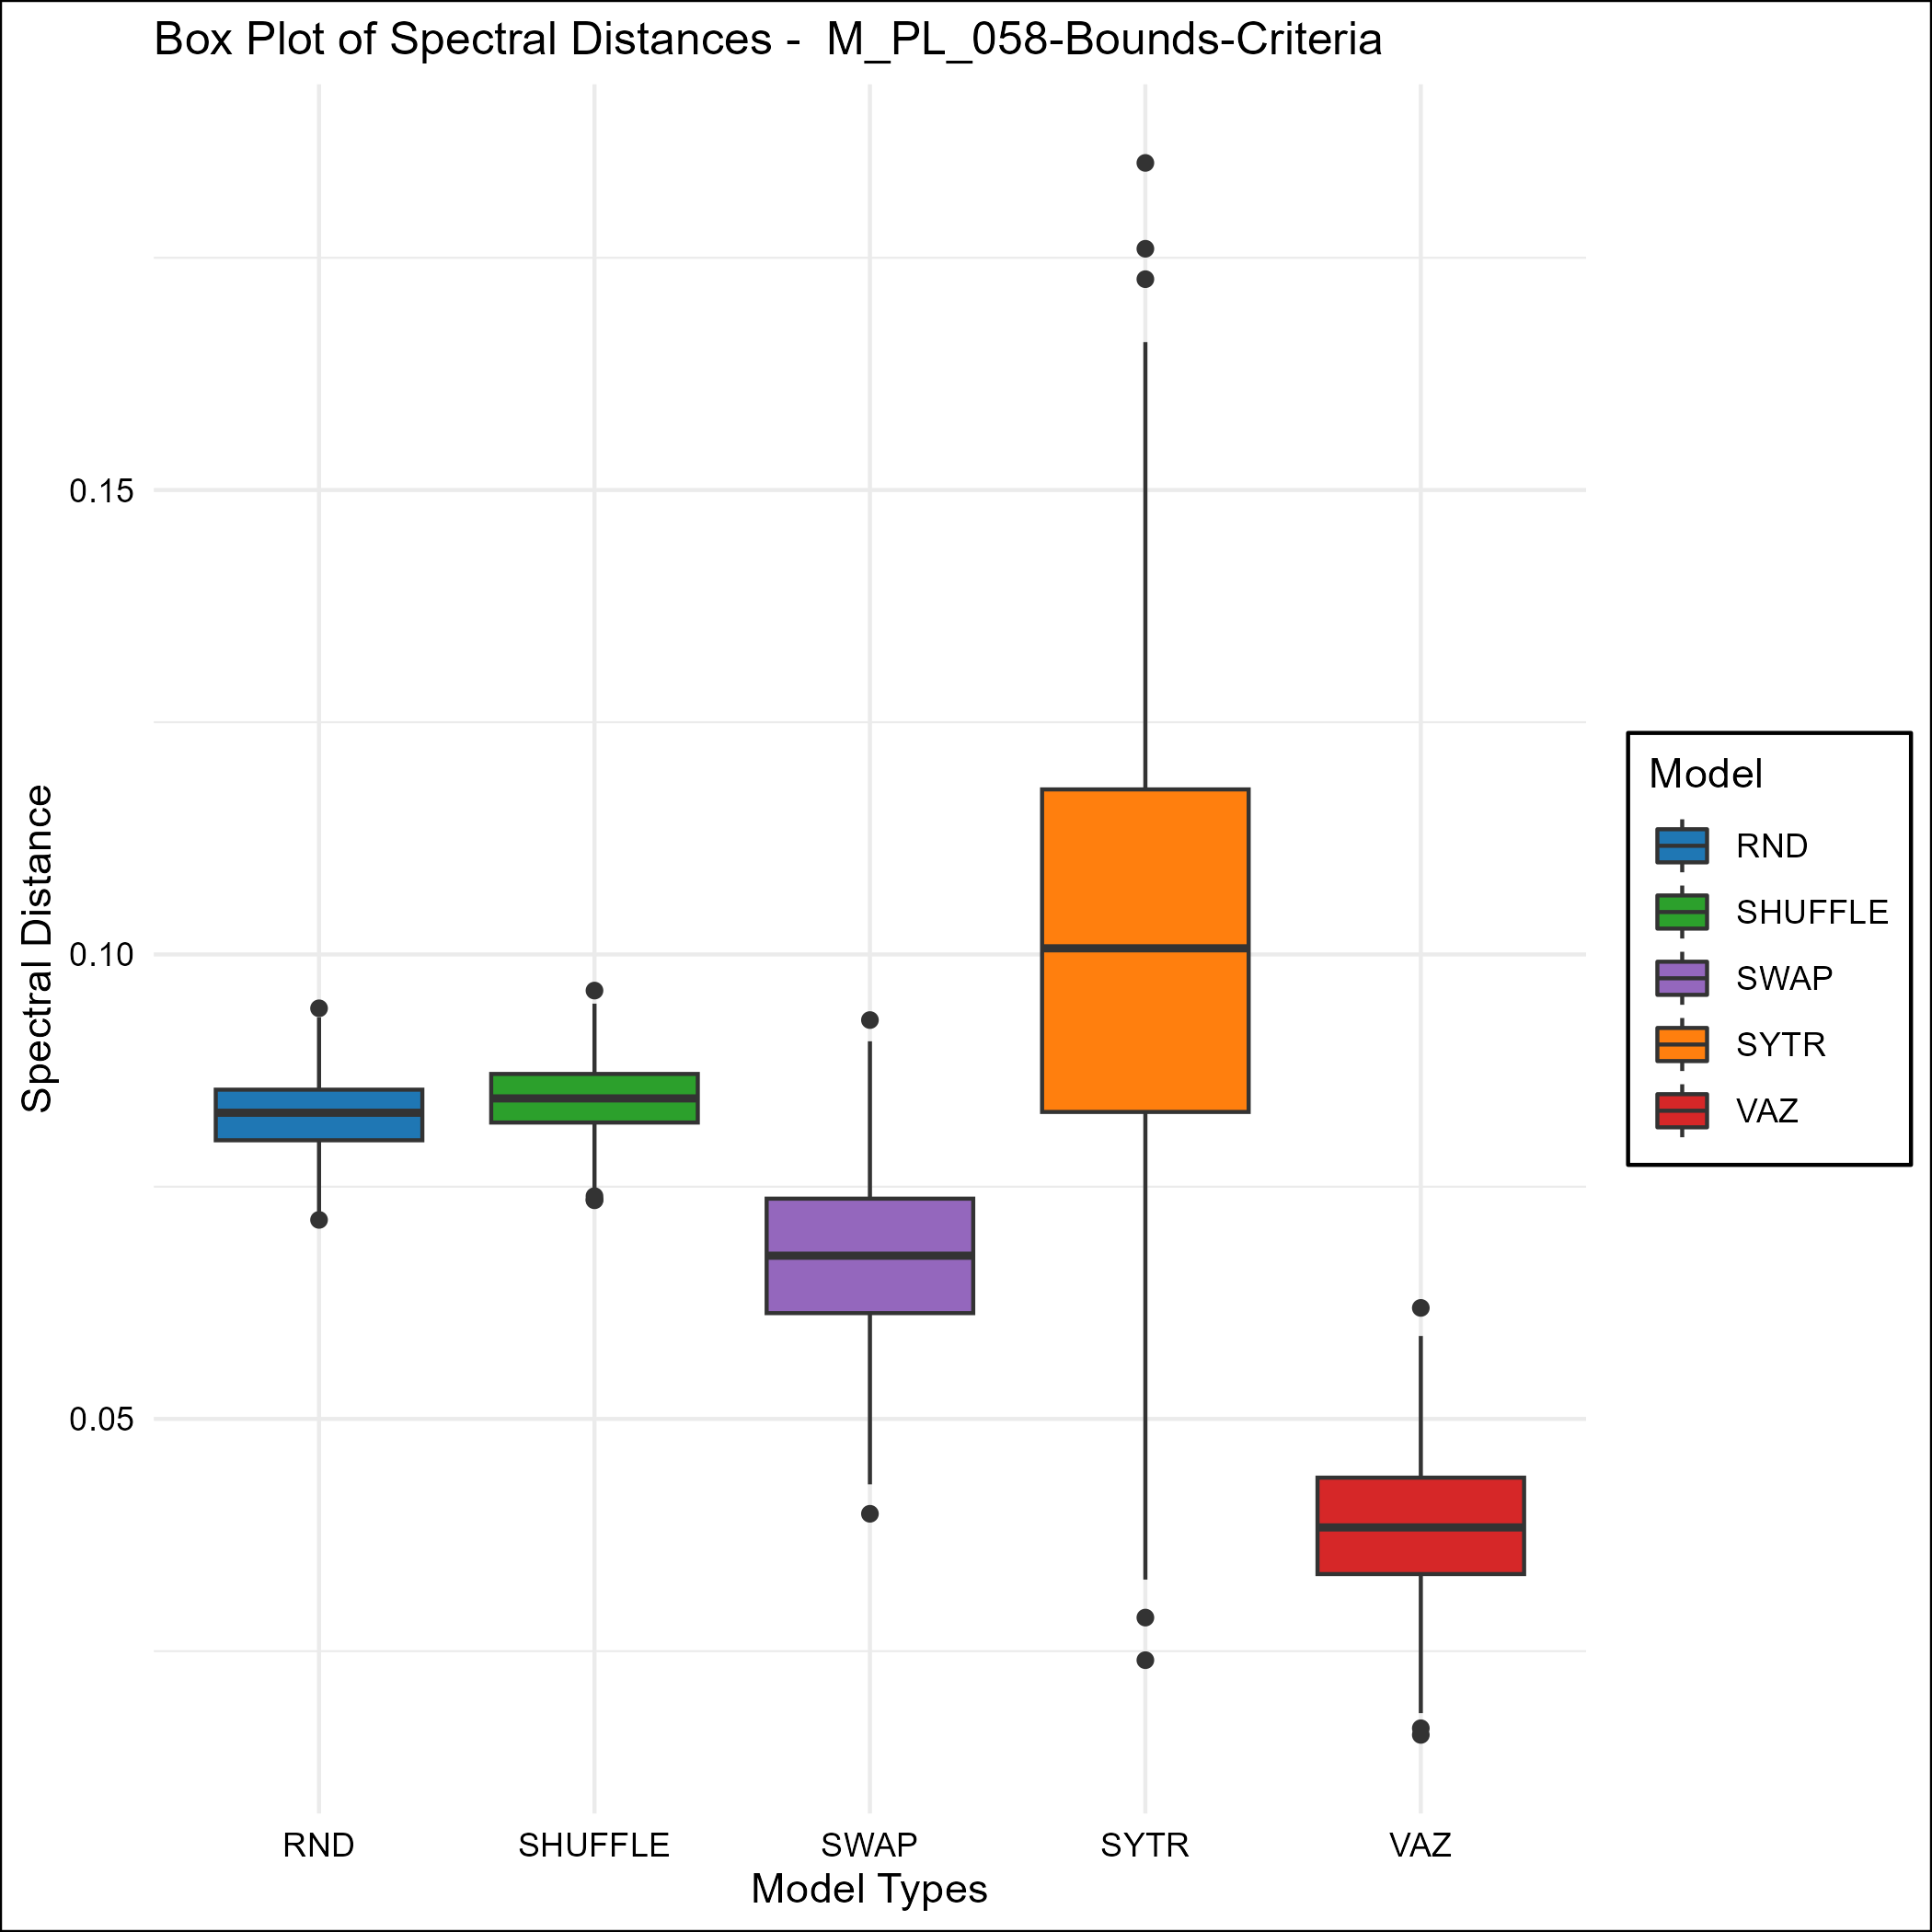 Box Plot of Spectral Distances -  M_PL_058-Bounds-Criteria
0.15
0.10
0.05
Spectral Distance
RND
SHUFFLE
SWAP
SYTR
VAZ
Model Types
Model
RND
SHUFFLE
SWAP
SYTR
VAZ